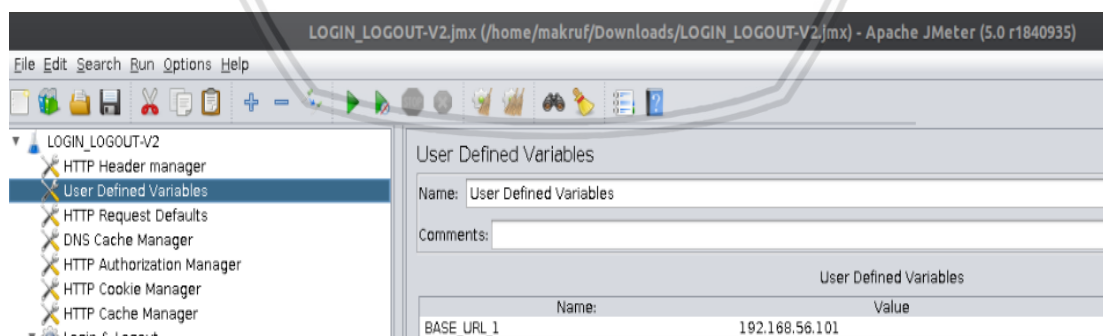 LOGIN_LOGOUT-V2.jmx (/home/makruf/Downloads/LOGIN_LOGOUT-V2.jmx) - Apache JMeter (5.0 r1840935)
File Edit Search Run Options Help
LOGIN_LOGOUT-V2
HTTP Header manager
User Defined Variables
HTTP Request Defaults
DNS Cache Manager
HTTP Authorization Manager
HTTP Cookie Manager
HTTP Cache Manager
Login & Logout
User Defined Variables
Name: User Defined Variables
Comments:
User Defined Variables
Name: Value
BASE_URL_1 192.168.56.101